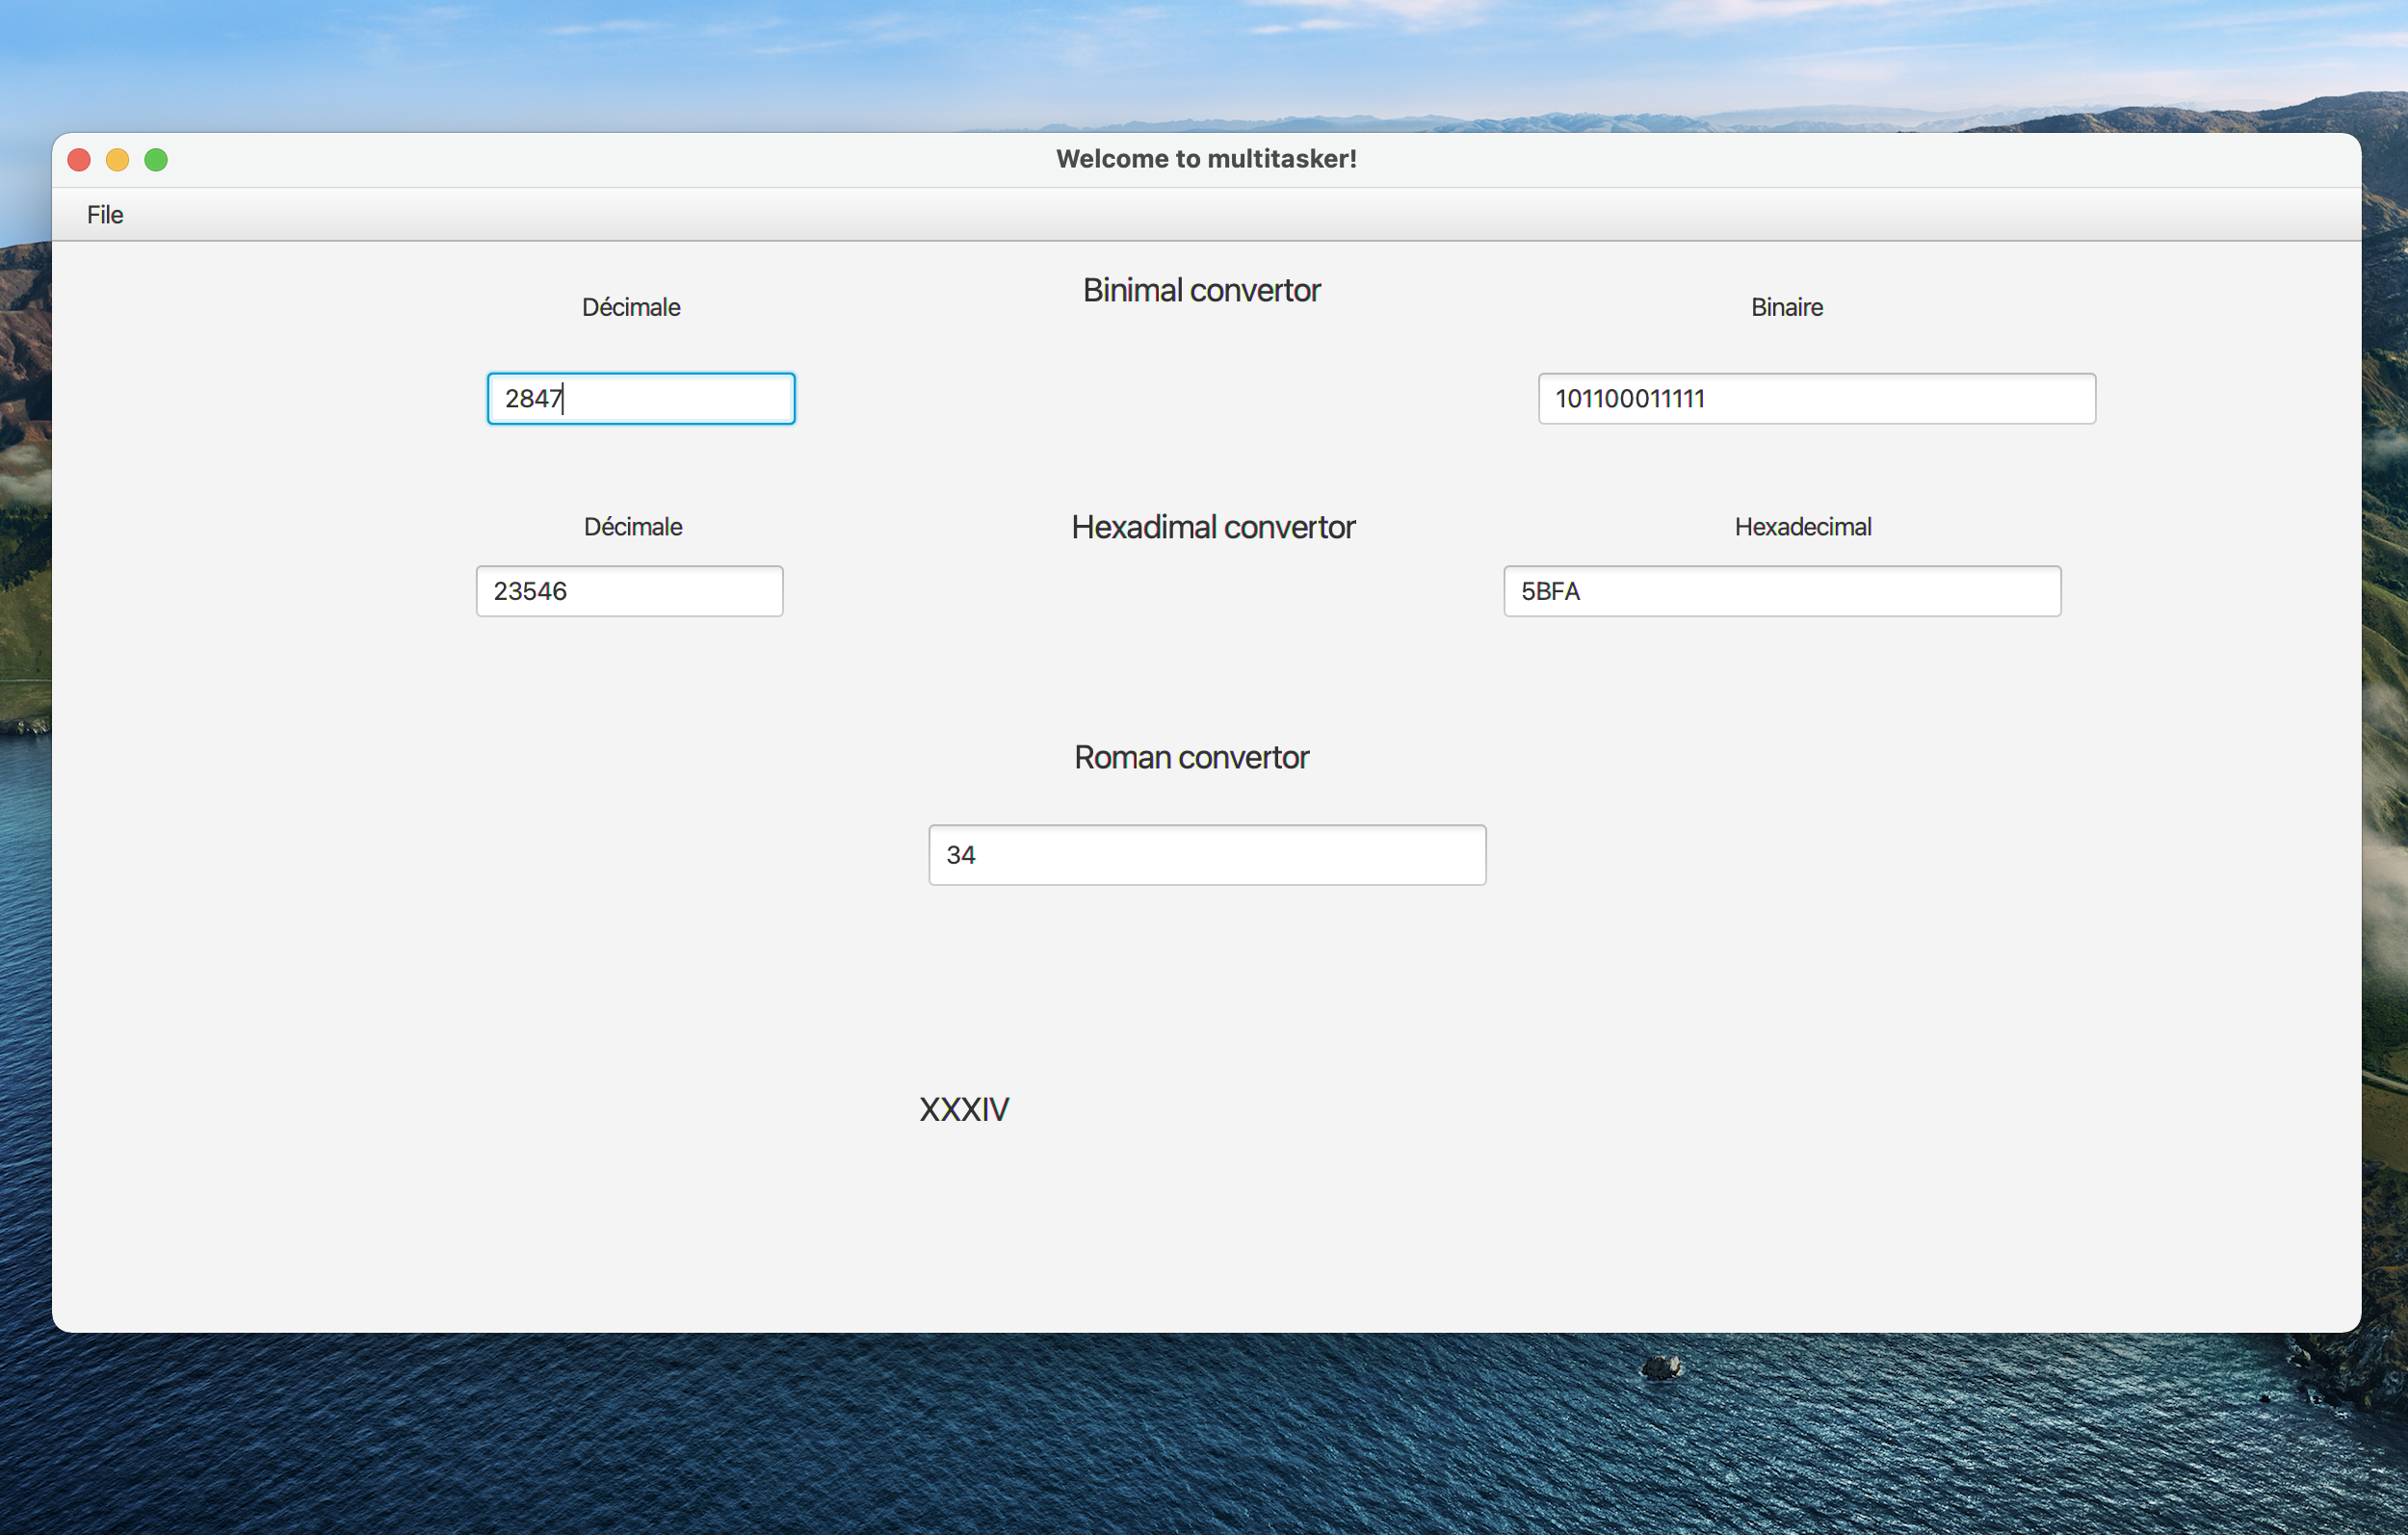 Welcome to multitasker!
File
Binimal convertor
Décimale
Binaire
2847
101100011111
Décimale
Hexadimal convertor
Hexadecimal
23546
5BFA
Roman convertor
34
XXXIV